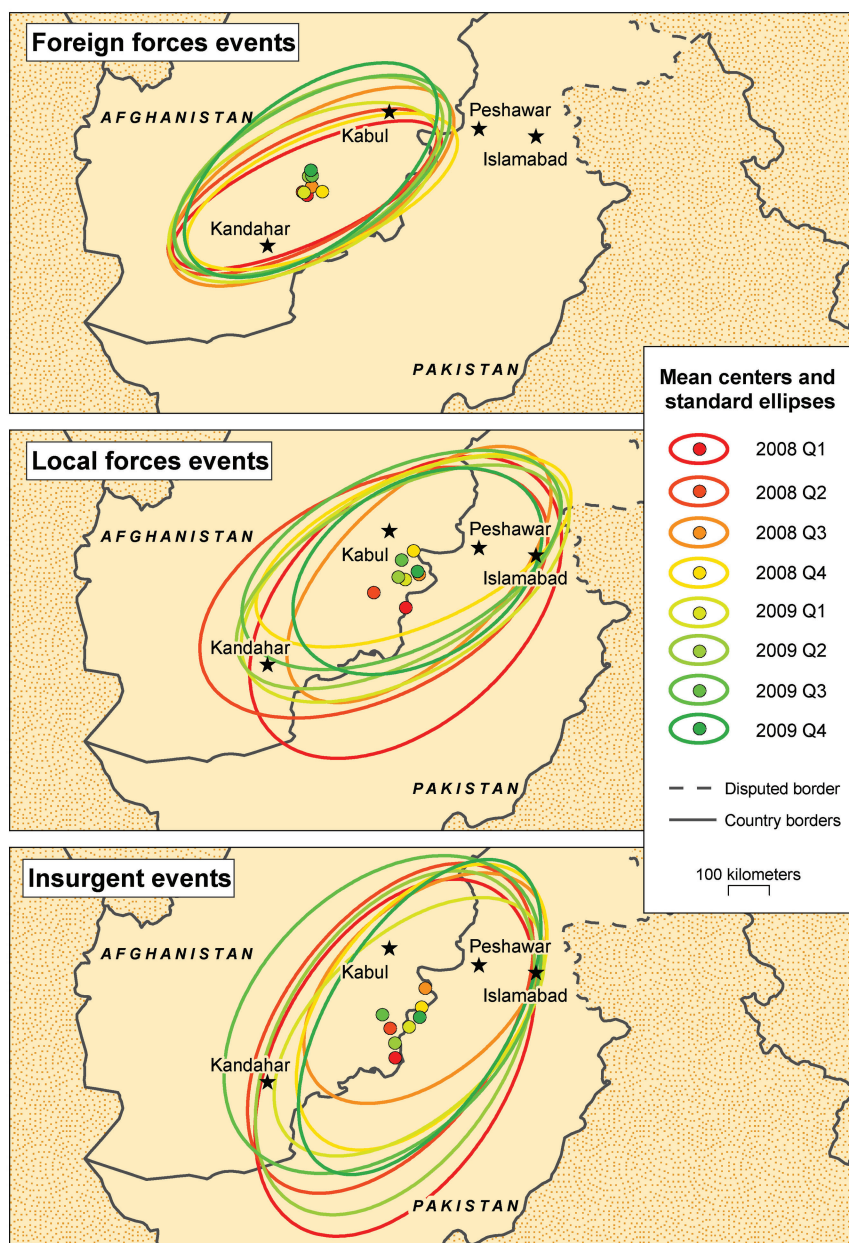 Foreign forces events
AFGHANISTAN
Kabul
Peshawar
Islamabad
Kandahar
PAKISTAN
Mean centers and
standard ellipses
2008 Q1
2008 Q2
2008 Q3
2008 Q4
2009 Q1
2009 Q2
2009 Q3
2009 Q4
Disputed border
Country borders
100 kilometers
Local forces events
AFGHANISTAN
Kabul
Peshawar
Islamabad
Kandahar
PAKISTAN
Insurgent events
AFGHANISTAN
Kabul
Peshawar
Islamabad
Kandahar
PAKISTAN